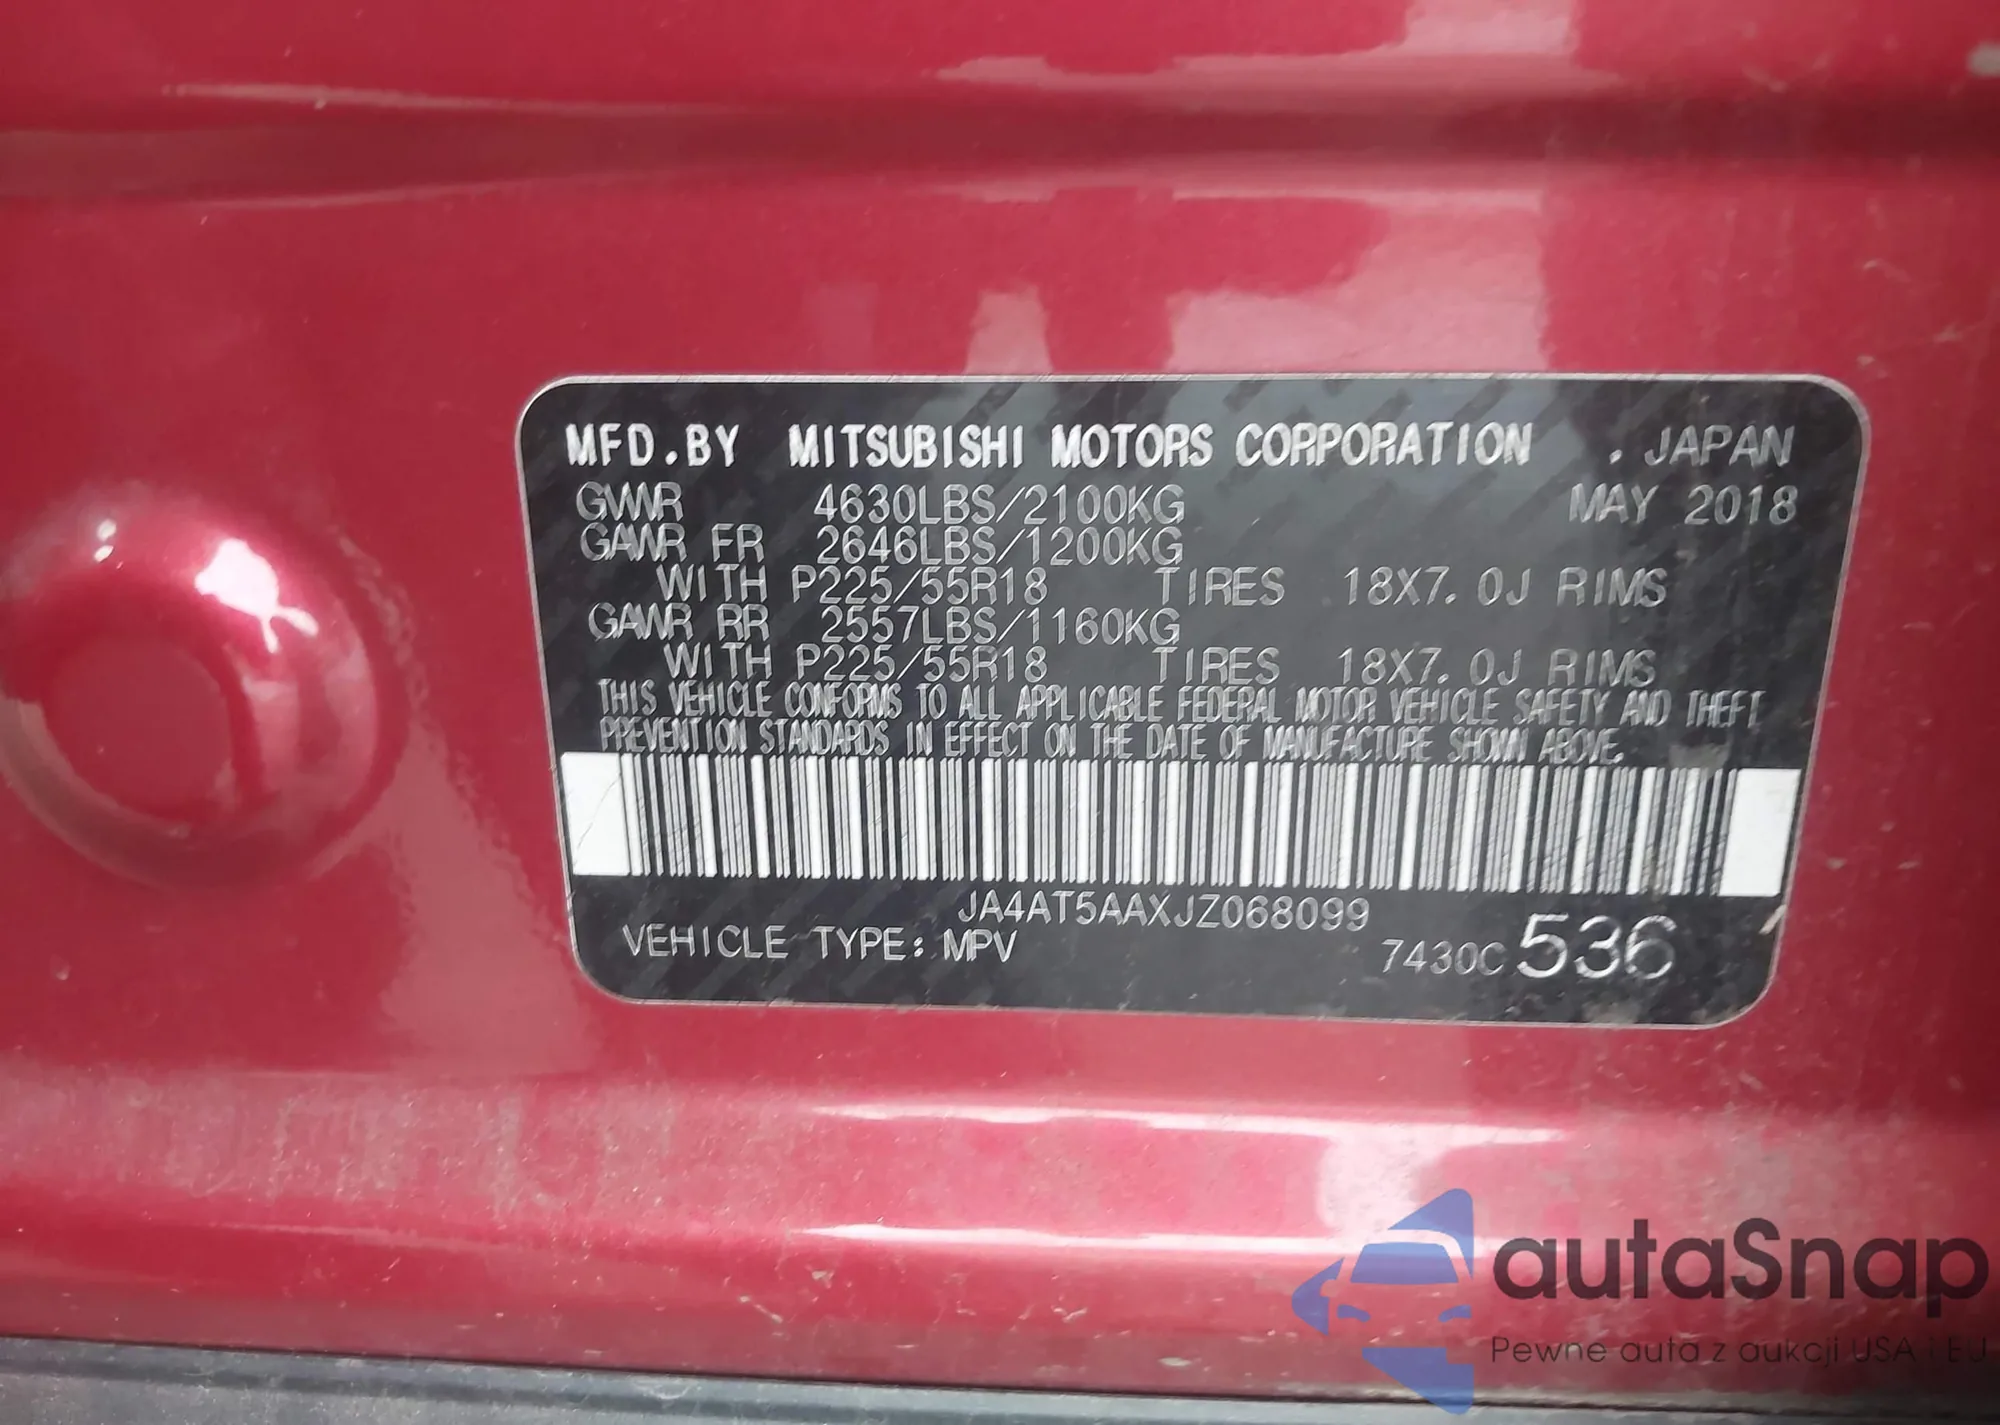 MFD.BY MITSUBISHI MOTORS CORPORATION . JAPAN
GVWR 4630LBS/2100KG MAY 2018
GAWR FR 2646LBS/1200KG
WITH P225/55R18 TIRES 18X7.0J RIMS
GAWR RR 2557LBS/1160KG
WITH P225/55R18 TIRES 18X7.0J RIMS
THIS VEHICLE CONFORMS TO ALL APPLICABLE FEDERAL MOTOR VEHICLE SAFETY AND THEFT
PREVENTION STANDARDS IN EFFECT ON THE DATE OF MANUFACTURE SHOWN ABOVE.
JA4AT5AAXJZ068099
VEHICLE TYPE: MPV 7430C 536
autaSnap
Pewne auta z aukcji USA i EU